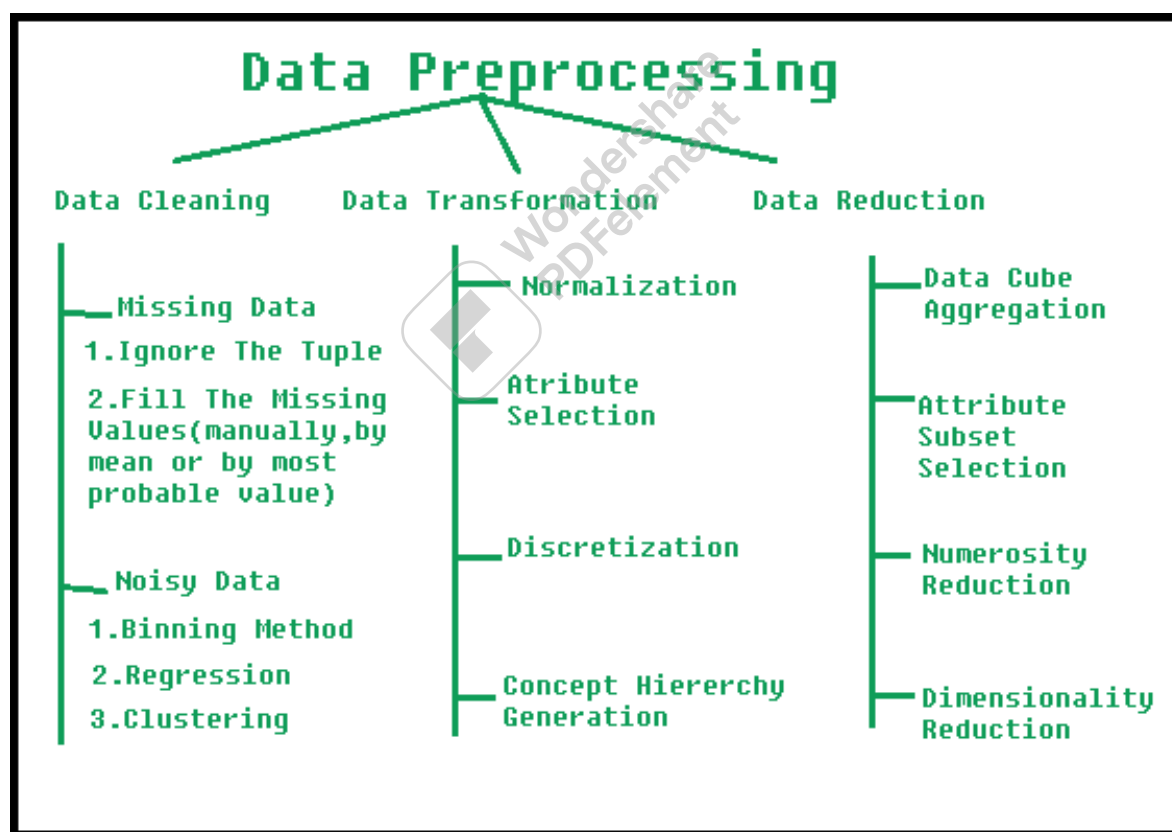 Data Preprocessing
Data Cleaning
Missing Data
1.Ignore The Tuple
2.Fill The Missing
Values(manually,by
mean or by most
probable value)
Noisy Data
1.Binning Method
2.Regression
3.Clustering
Data Transformation
Normalization
Atribute
Selection
Discretization
Concept Hiererchy
Generation
Data Reduction
Data Cube
Aggregation
Attribute
Subset
Selection
Numerosity
Reduction
Dimensionality
Reduction
Wondershare
PDFelement